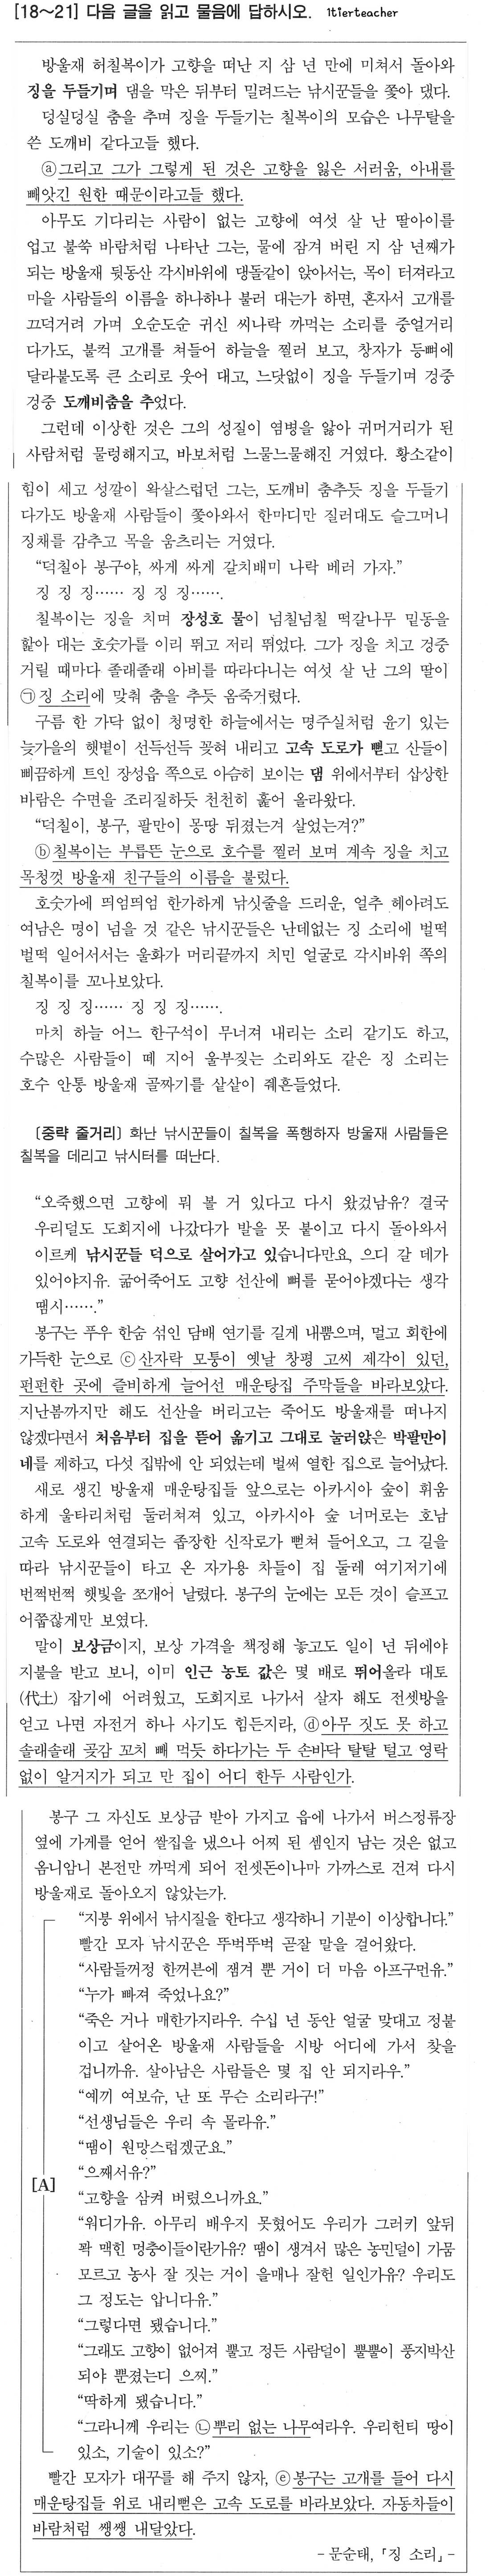 [18~21] 다음 글을 읽고 물음에 답하시오. 1tierteacher
방울재 허칠복이가 고향을 떠난 지 삼 년 만에 미쳐서 돌아와
징을 두들기며 댐을 막은 뒤부터 밀려드는 낚시꾼들을 쫓아 댔다.
덩실덩실 춤을 추며 징을 두들기는 칠복이의 모습은 나무탈을
쓴 도깨비 같다고들 했다.
ⓐ그리고 그가 그렇게 된 것은 고향을 잃은 서러움, 아내를
빼앗긴 원한 때문이라고들 했다.
아무도 기다리는 사람이 없는 고향에 여섯 살 난 딸아이를
업고 불쑥 바람처럼 나타난 그는, 물에 잠겨 버린 지 삼 년째가
되는 방울재 뒷동산 각시바위에 댕돌같이 앉아서는, 목이 터져라고
마을 사람들의 이름을 하나하나 불러 대는가 하면, 혼자서 고개를
끄덕거려 가며 오순도순 귀신 씨나락 까먹는 소리를 중얼거리
다가도, 불컥 고개를 쳐들어 하늘을 찔러 보고, 창자가 등뼈에
달라붙도록 큰 소리로 웃어 대고, 느닷없이 징을 두들기며 겅중
겅중 도깨비춤을 추었다.
그런데 이상한 것은 그의 성질이 염병을 앓아 귀머거리가 된
사람처럼 물렁해지고, 바보처럼 느물느물해진 거였다. 황소같이
힘이 세고 성깔이 왁살스럽던 그는, 도깨비 춤추듯 징을 두들기
다가도 방울재 사람들이 쫓아와서 한마디만 질러대도 슬그머니
징채를 감추고 목을 움츠리는 거였다.
“덕칠아 봉구야, 싸게 싸게 갈치배미 나락 베러 가자.”
징 징 징…… 징 징 징…….
칠복이는 징을 치며 장성호 물이 넘칠넘칠 떡갈나무 밑동을
핥아 대는 호숫가를 이리 뛰고 저리 뛰었다. 그가 징을 치고 겅중
거릴 때마다 졸래졸래 아비를 따라다니는 여섯 살 난 그의 딸이
㉠징 소리에 맞춰 춤을 추듯 옴죽거렸다.
구름 한 가닥 없이 청명한 하늘에서는 명주실처럼 윤기 있는
늦가을의 햇볕이 선득선득 꽂혀 내리고 고속 도로가 뻗고 산들이
삐끔하게 트인 장성읍 쪽으로 아슴히 보이는 댐 위에서부터 삽상한
바람은 수면을 조리질하듯 천천히 훑어 올라왔다.
“덕칠이, 봉구, 팔만이 몽땅 뒤졌는겨 살었는겨?”
ⓑ칠복이는 부릅뜬 눈으로 호수를 찔러 보며 계속 징을 치고
목청껏 방울재 친구들의 이름을 불렀다.
호숫가에 띄엄띄엄 한가하게 낚싯줄을 드리운, 얼추 헤아려도
여남은 명이 넘을 것 같은 낚시꾼들은 난데없는 징 소리에 벌떡
벌떡 일어서서는 울화가 머리끝까지 치민 얼굴로 각시바위 쪽의
칠복이를 꼬나보았다.
징 징 징…… 징 징 징…….
마치 하늘 어느 한구석이 무너져 내리는 소리 같기도 하고,
수많은 사람들이 떼 지어 울부짖는 소리와도 같은 징 소리는
호수 안통 방울재 골짜기를 샅샅이 줴흔들었다.
[중략 줄거리] 화난 낚시꾼들이 칠복을 폭행하자 방울재 사람들은
칠복을 데리고 낚시터를 떠난다.
“오죽했으면 고향에 뭐 볼 거 있다고 다시 왔겄남유? 결국
우리덜도 도회지에 나갔다가 발을 못 붙이고 다시 돌아와서
이르케 낚시꾼들 덕으로 살어가고 있습니다만요, 으디 갈 데가
있어야지유. 굶어죽어도 고향 선산에 뼈를 묻어야겠다는 생각
땜시…….”
봉구는 푸우 한숨 섞인 담배 연기를 길게 내뿜으며, 멀고 회한에
가득한 눈으로 ⓒ산자락 모퉁이 옛날 창평 고씨 제각이 있던,
펀펀한 곳에 즐비하게 늘어선 매운탕집 주막들을 바라보았다.
지난봄까지만 해도 선산을 버리고는 죽어도 방울재를 떠나지
않겠다면서 처음부터 집을 뜯어 옮기고 그대로 눌러앉은 박팔만이
네를 제하고, 다섯 집밖에 안 되었는데 벌써 열한 집으로 늘어났다.
새로 생긴 방울재 매운탕집들 앞으로는 아카시아 숲이 휘움
하게 울타리처럼 둘러쳐져 있고, 아카시아 숲 너머로는 호남
고속 도로와 연결되는 좁장한 신작로가 뻗쳐 들어오고, 그 길을
따라 낚시꾼들이 타고 온 자가용 차들이 집 둘레 여기저기에
번쩍번쩍 햇빛을 쪼개어 날렸다. 봉구의 눈에는 모든 것이 슬프고
어쭙잖게만 보였다.
말이 보상금이지, 보상 가격을 책정해 놓고도 일이 년 뒤에야
지불을 받고 보니, 이미 인근 농토 값은 몇 배로 뛰어올라 대토
(代土) 잡기에 어려웠고, 도회지로 나가서 살자 해도 전셋방을
얻고 나면 자전거 하나 사기도 힘든지라, ⓓ아무 짓도 못 하고
솔래솔래 곶감 꼬치 빼 먹듯 하다가는 두 손바닥 탈탈 털고 영락
없이 알거지가 되고 만 집이 어디 한두 사람인가.
봉구 그 자신도 보상금 받아 가지고 읍에 나가서 버스정류장
옆에 가게를 얻어 쌀집을 냈으나 어찌 된 셈인지 남는 것은 없고
옴니암니 본전만 까먹게 되어 전셋돈이나마 가까스로 건져 다시
방울재로 돌아오지 않았는가.
“지붕 위에서 낚시질을 한다고 생각하니 기분이 이상합니다.”
빨간 모자 낚시꾼은 뚜벅뚜벅 곧잘 말을 걸어왔다.
“사람들꺼정 한꺼븐에 잼겨 뿐 거이 더 마음 아프구먼유.”
“누가 빠져 죽었나요?”
“죽은 거나 매한가지라우. 수십 년 동안 얼굴 맞대고 정붙
이고 살어온 방울재 사람들을 시방 어디에 가서 찾을
겁니까유. 살아남은 사람들은 몇 집 안 되지라우.”
“예끼 여보슈, 난 또 무슨 소리라구!”
“선생님들은 우리 속 몰라유.”
“땜이 원망스럽겠군요.”
“으째서유?”
[A]
“고향을 삼켜 버렸으니까요.”
“워디가유. 아무리 배우지 못혔어도 우리가 그러키 앞뒤
꽉 맥힌 멍충이들이란가유? 땜이 생겨서 많은 농민덜이 가뭄
모르고 농사 잘 짓는 거이 을매나 잘헌 일인가유? 우리도
그 정도는 압니다유.”
“그렇다면 됐습니다.”
“그래도 고향이 없어져 뿔고 정든 사람덜이 뿔뿔이 풍지박산
되야 뿐졌는디 으찌.”
“딱하게 됐습니다.”
“그라니께 우리는 ㉡뿌리 없는 나무여라우. 우리헌티 땅이
있소, 기술이 있소?”
빨간 모자가 대꾸를 해 주지 않자, ⓔ봉구는 고개를 들어 다시
매운탕집들 위로 내리뻗은 고속 도로를 바라보았다. 자동차들이
바람처럼 쌩쌩 내달았다.
- 문순태, 「징 소리」 -